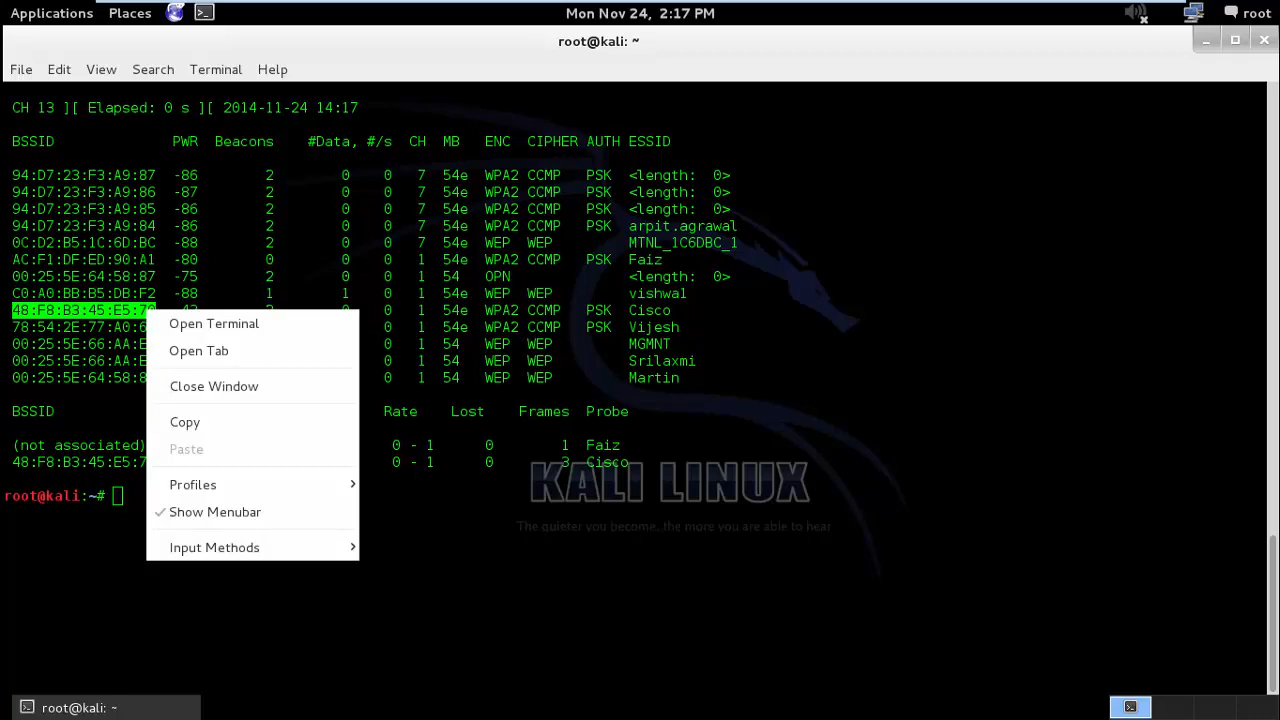 Applications Places Mon Nov 24, 2:17 PM root
root@kali: ~
File Edit View Search Terminal Help
CH 13 ][ Elapsed: 0 s ][ 2014-11-24 14:17
BSSID PWR Beacons #Data, #/s CH MB ENC CIPHER AUTH ESSID
94:D7:23:F3:A9:87 -86 2 0 0 7 54e WPA2 CCMP PSK <length: 0>
94:D7:23:F3:A9:86 -87 2 0 0 7 54e WPA2 CCMP PSK <length: 0>
94:D7:23:F3:A9:85 -86 2 0 0 7 54e WPA2 CCMP PSK <length: 0>
94:D7:23:F3:A9:84 -86 2 0 0 7 54e WPA2 CCMP PSK arpit.agrawal
0C:D2:B5:1C:6D:BC -88 2 0 0 7 54e WEP WEP MTNL_1C6DBC_1
AC:F1:DF:ED:90:A1 -80 0 0 0 1 54e WPA2 CCMP PSK Faiz
00:25:5E:64:58:87 -75 2 0 0 1 54 OPN <length: 0>
C0:A0:BB:B5:DB:F2 -88 1 1 0 1 54e WEP WEP vishwal
48:F8:B3:45:E5:7 0 1 54e WPA2 CCMP PSK Cisco
78:54:2E:77:A0:6 0 1 54e WPA2 CCMP PSK Vijesh
00:25:5E:66:AA:E 0 1 54 WEP WEP MGMNT
00:25:5E:66:AA:E 0 1 54 WEP WEP Srilaxmi
00:25:5E:64:58:8 0 1 54 WEP WEP Martin
BSSID Rate Lost Frames Probe
(not associated) 0 - 1 0 1 Faiz
48:F8:B3:45:E5:7 0 - 1 0 3 Cisco
root@kali:~#
Open Terminal
Open Tab
Close Window
Copy
Paste
Profiles
Show Menubar
Input Methods
KALI LINUX
The quieter you become, the more you are able to hear
root@kali: ~